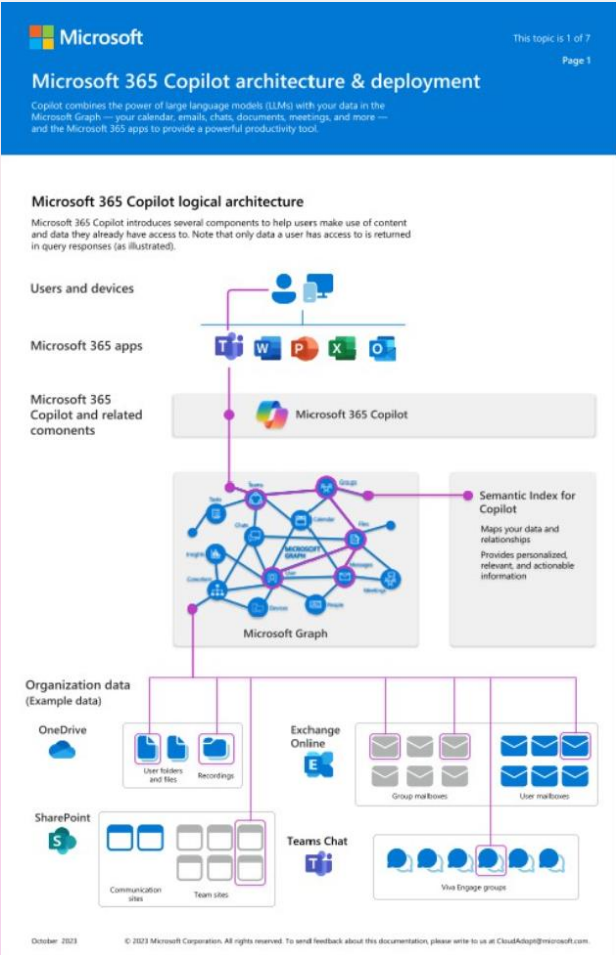 Microsoft
This topic is 1 of 7
Page 1
Microsoft 365 Copilot architecture & deployment
Copilot combines the power of large language models (LLMs) with your data in the
Microsoft Graph — your calendar, emails, chats, documents, meetings, and more —
and the Microsoft 365 apps to provide a powerful productivity tool.
Microsoft 365 Copilot logical architecture
Microsoft 365 Copilot introduces several components to help users make use of content
and data they already have access to. Note that only data a user has access to is returned
in query responses (as illustrated).
Users and devices
Microsoft 365 apps
T W P X O
Microsoft 365
Copilot and related
comonents
Microsoft 365 Copilot
Teams
Groups
Tasks
Calendar
Chats
Files
Insights
MICROSOFT
GRAPH
Messages
User
Meetings
Devices
People
Microsoft Graph
Semantic Index for
Copilot
Maps your data and
relationships
Provides personalized,
relevant, and actionable
information
Organization data
(Example data)
OneDrive
User folders
and files
Recordings
Exchange
Online
E
Group mailboxes
User mailboxes
SharePoint
S
Communication
sites
Team sites
Teams Chat
T
Viva Engage groups
October 2023
© 2023 Microsoft Corporation. All rights reserved. To send feedback about this documentation, please write to us at CloudAdopt@microsoft.com.